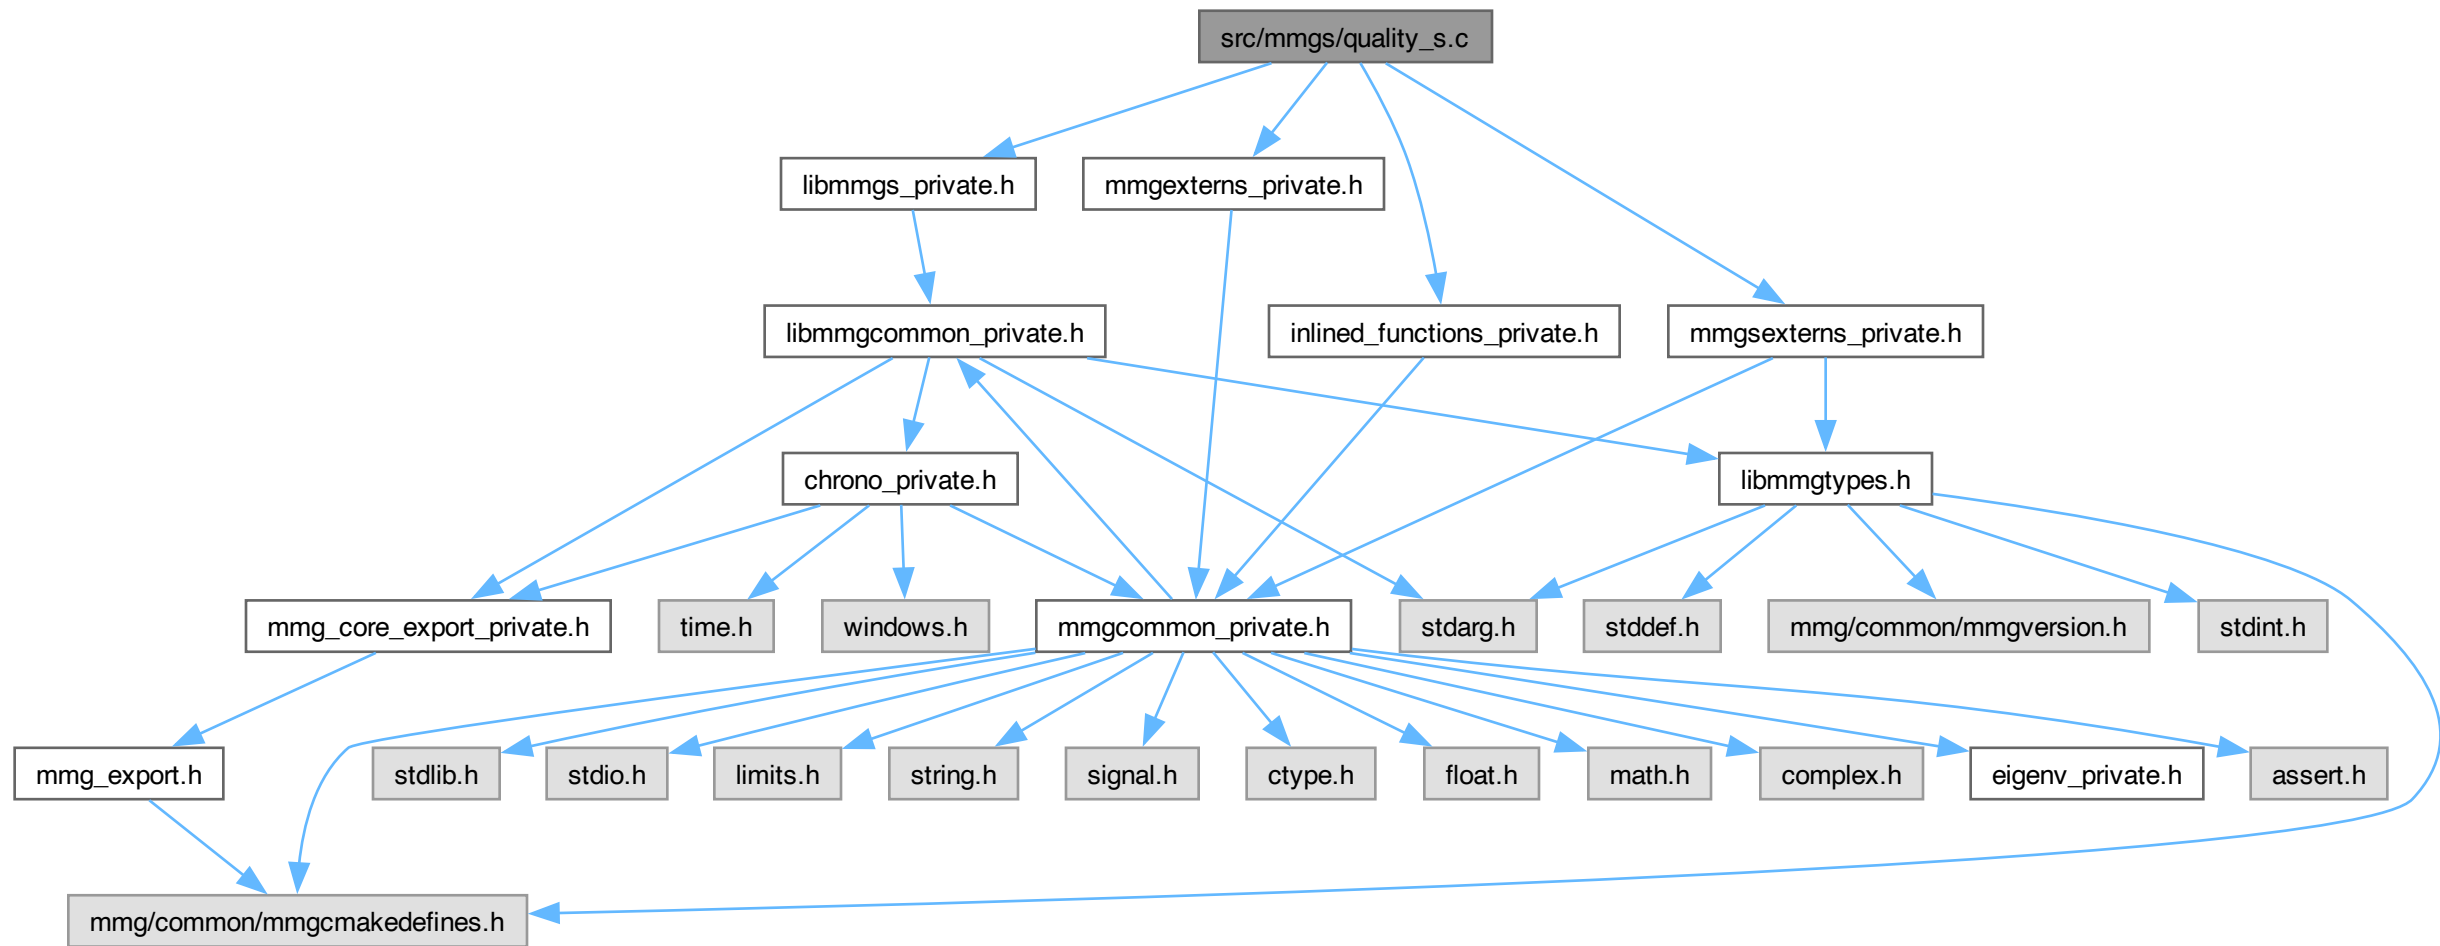 src/mmgs/quality_s.c
libmmgs_private.h
mmgexterns_private.h
libmmgcommon_private.h
inlined_functions_private.h
mmgsexterns_private.h
chrono_private.h
libmmgtypes.h
mmg_core_export_private.h
time.h
windows.h
mmgcommon_private.h
stdarg.h
stddef.h
mmg/common/mmgversion.h
stdint.h
mmg_export.h
stdlib.h
stdio.h
limits.h
string.h
signal.h
ctype.h
float.h
math.h
complex.h
eigenv_private.h
assert.h
mmg/common/mmgcmakedefines.h